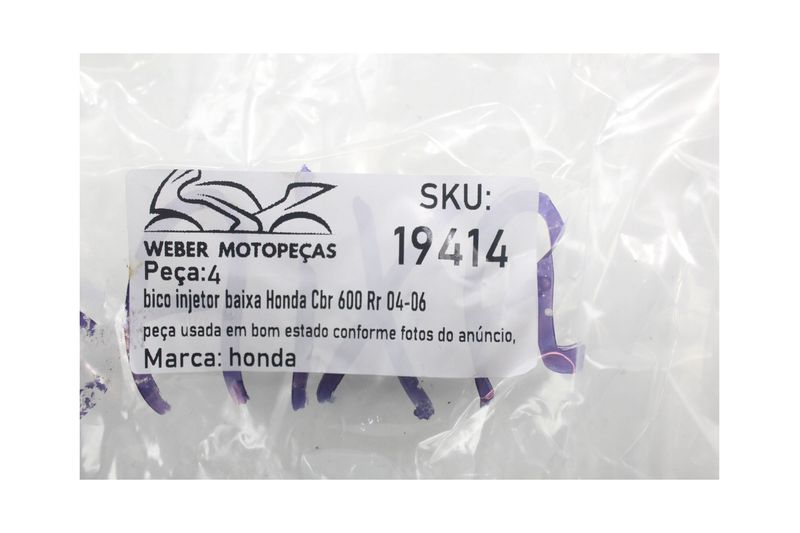 WEBER MOTOPEÇAS
SKU:
19414
Peça:4
bico injetor baixa Honda Cbr 600 Rr 04-06
peça usada em bom estado conforme fotos do anúncio,
Marca: honda